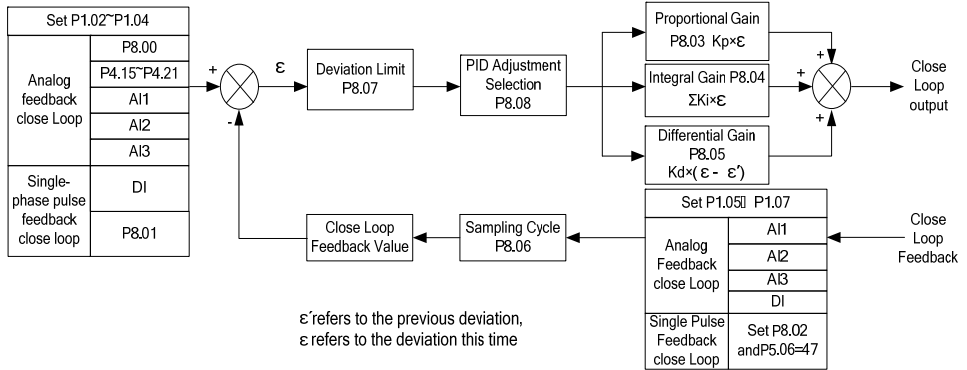 Set P1.02~P1.04
Analog
feedback
close Loop
P8.00
P4.15~P4.21
AI1
AI2
AI3
Single-
phase pulse
feedback
close loop
DI
P8.01
+
-
ε
Deviation Limit
P8.07
PID Adjustment
Selection
P8.08
Proportional Gain
P8.03 Kp×ε
Integral Gain P8.04
ΣKi×ε
Differential Gain
P8.05
Kd×(ε - ε′)
+
+
+
Close
Loop
output
Close Loop
Feedback Value
Sampling Cycle
P8.06
Set P1.05▯ P1.07
Analog
Feedback
close Loop
AI1
AI2
AI3
DI
Single Pulse
Feedback
close Loop
Set P8.02
andP5.06=47
Close
Loop
Feedback
ε′refers to the previous deviation,
ε refers to the deviation this time